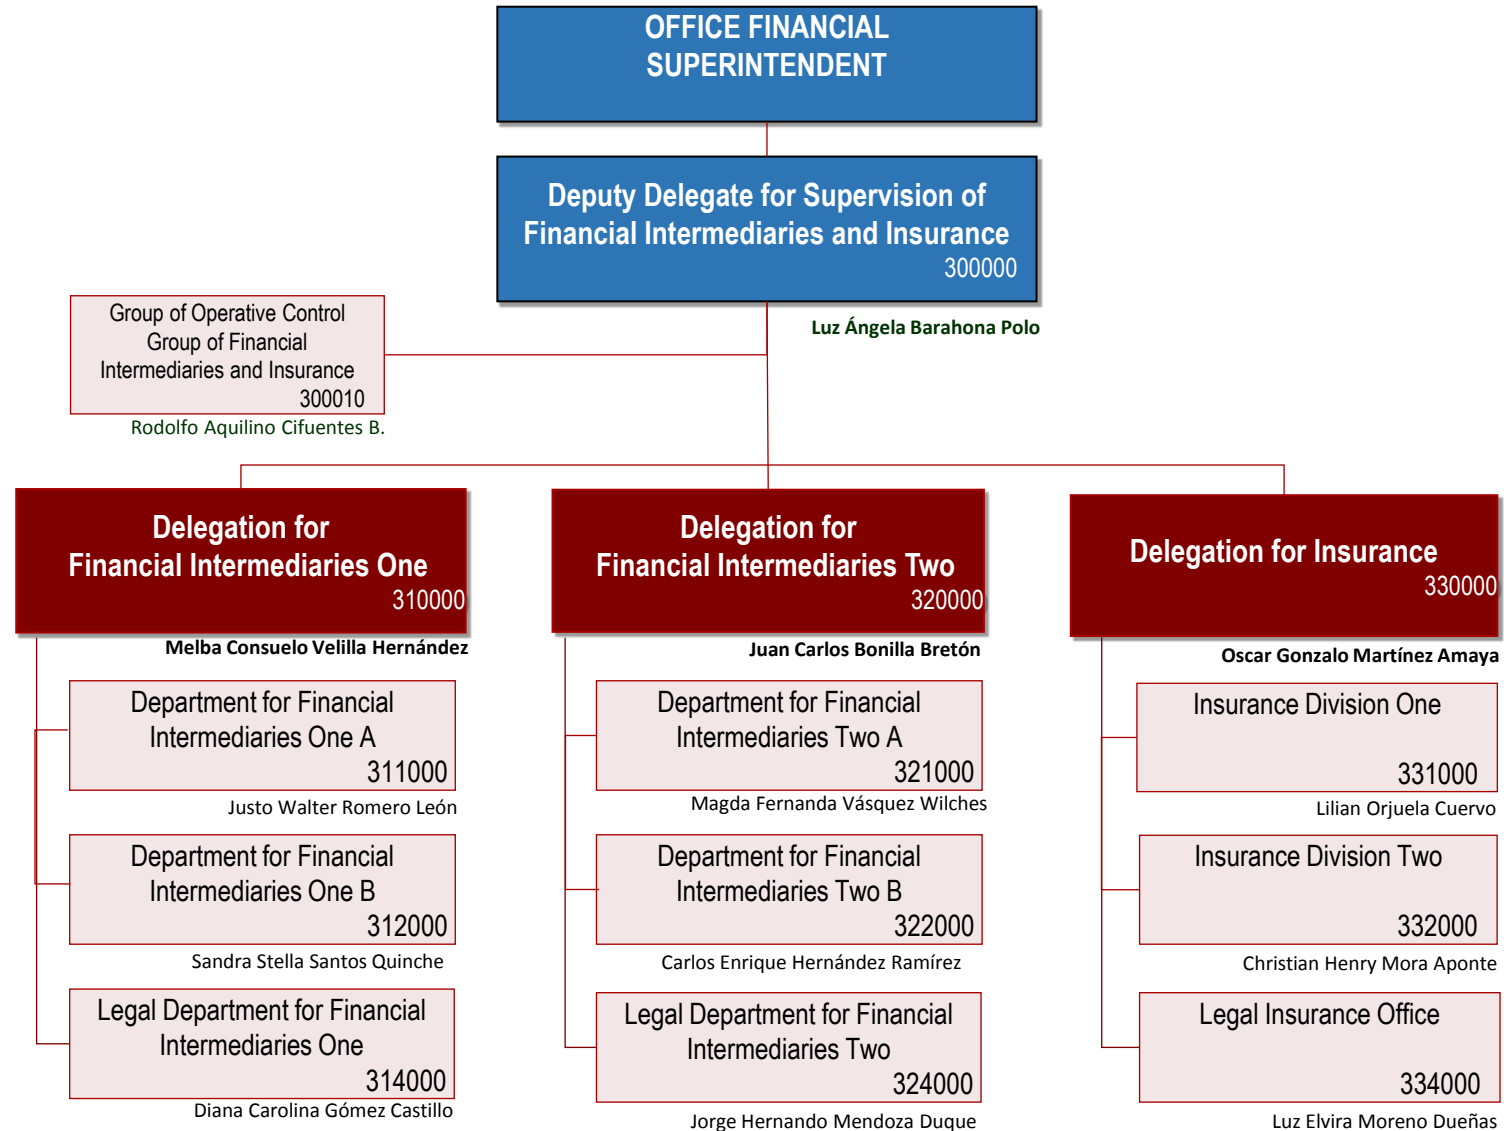 OFFICE FINANCIAL
SUPERINTENDENT
Deputy Delegate for Supervision of
Financial Intermediaries and Insurance
300000
Luz Ángela Barahona Polo
Group of Operative Control
Group of Financial
Intermediaries and Insurance
300010
Rodolfo Aquilino Cifuentes B.
Delegation for
Financial Intermediaries One
310000
Melba Consuelo Velilla Hernández
Department for Financial
Intermediaries One A
311000
Justo Walter Romero León
Department for Financial
Intermediaries One B
312000
Sandra Stella Santos Quinche
Legal Department for Financial
Intermediaries One
314000
Diana Carolina Gómez Castillo
Delegation for
Financial Intermediaries Two
320000
Juan Carlos Bonilla Bretón
Department for Financial
Intermediaries Two A
321000
Magda Fernanda Vásquez Wilches
Department for Financial
Intermediaries Two B
322000
Carlos Enrique Hernández Ramírez
Legal Department for Financial
Intermediaries Two
324000
Jorge Hernando Mendoza Duque
Delegation for Insurance
330000
Oscar Gonzalo Martínez Amaya
Insurance Division One
331000
Lilian Orjuela Cuervo
Insurance Division Two
332000
Christian Henry Mora Aponte
Legal Insurance Office
334000
Luz Elvira Moreno Dueñas